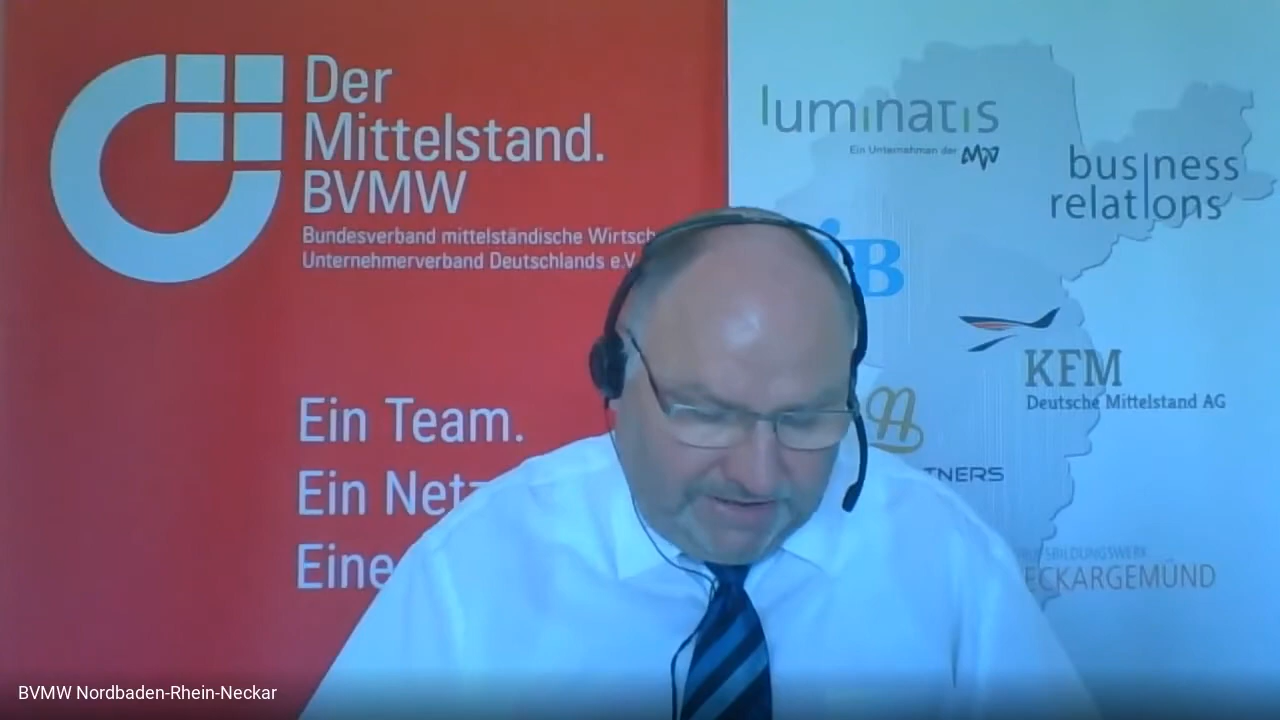 Der
Mittelstand.
BVMW
Bundesverband mittelständische Wirtsch
Unternehmerverband Deutschlands e.V.
Ein Team.
Ein Netz
Eine
luminatis
Ein Unternehmen der
business
relations
B
KFM
Deutsche Mittelstand AG
TNERS
ECKARGEMÜND
BVMW Nordbaden-Rhein-Neckar